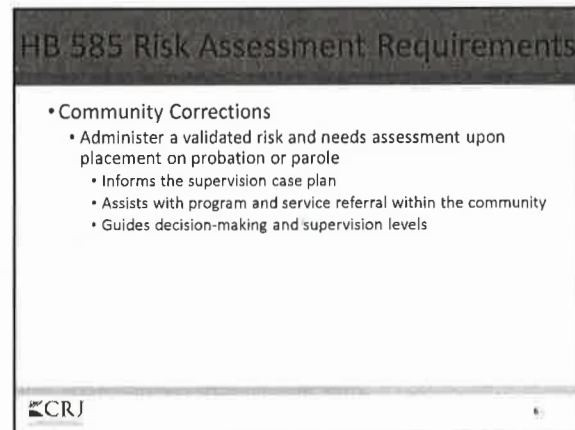 HB 585 Risk Assessment Requirements
• Community Corrections
• Administer a validated risk and needs assessment upon
placement on probation or parole
• Informs the supervision case plan
• Assists with program and service referral within the community
• Guides decision-making and supervision levels
CRJ
6